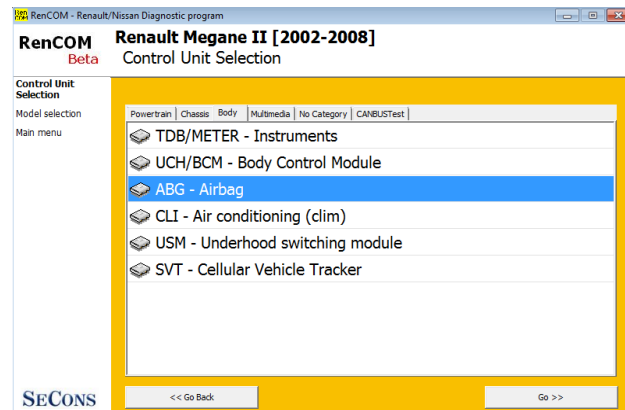 Ren
COM
RenCOM - Renault/Nissan Diagnostic program
RenCOM
Beta
Renault Megane II [2002-2008]
Control Unit Selection
Control Unit
Selection
Model selection
Main menu
Powertrain Chassis Body Multimedia No Category CANBUSTest
TDB/METER - Instruments
UCH/BCM - Body Control Module
ABG - Airbag
CLI - Air conditioning (clim)
USM - Underhood switching module
SVT - Cellular Vehicle Tracker
SECONS
<< Go Back
Go >>